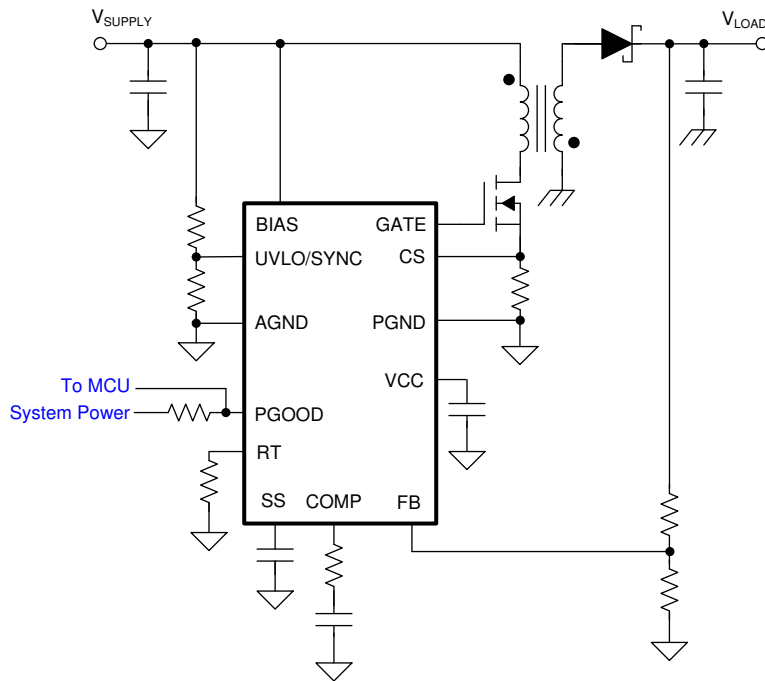 VSUPPLY
VLOAD
BIAS
GATE
UVLO/SYNC
CS
AGND
PGND
VCC
To MCU
System Power
PGOOD
RT
SS
COMP
FB